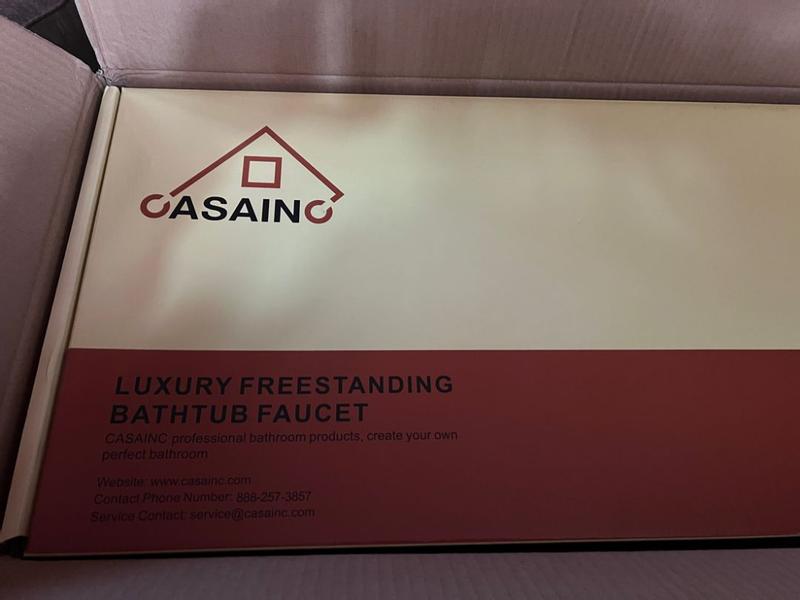 CASAINC
LUXURY FREESTANDING
BATHTUB FAUCET
CASAINC professional bathroom products, create your own
perfect bathroom
Website: www.casainc.com
Contact Phone Number: 888-257-3857
Service Contact: service@casainc.com